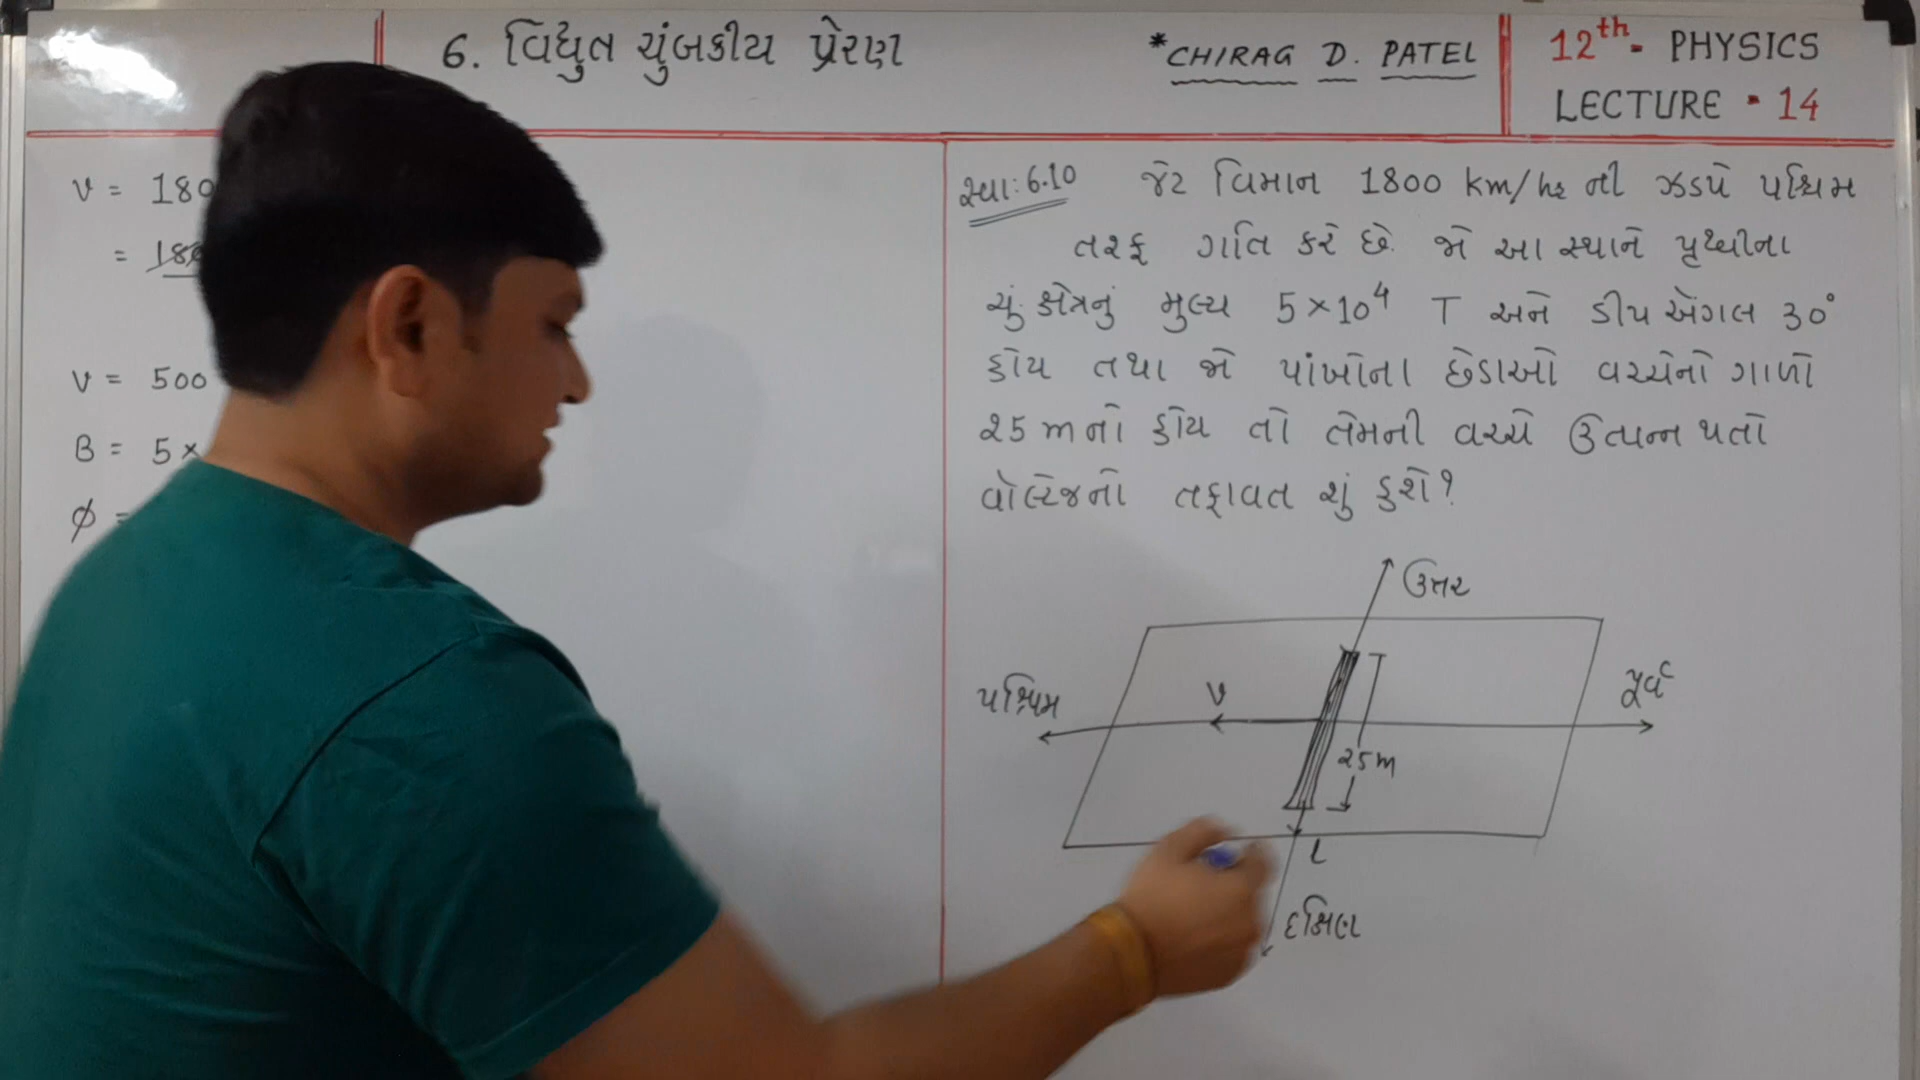 6. વિદ્યુત ચુંબકીય પ્રેરણ
*CHIRAG D. PATEL
12th- PHYSICS
LECTURE - 14
v = 180
= 180
v = 500
B = 5×
φ =
સ્વા: 6.10 જેટ વિમાન 1800 km/hr ની ઝડપે પશ્ચિમ
તરફ ગતિ કરે છે. જો આ સ્થાને પૃથ્વીના
ચું. ક્ષેત્રનું મુલ્ય 5×10⁴ T અને ડીપ એંગલ 30°
હોય તથા જો પાંખોના છેડાઓ વચ્ચેનો ગાળો
25 m નો હોય તો તેમની વચ્ચે ઉત્પન્ન થતો
વોલ્ટેજનો તફાવત શું હશે?
ઉત્તર
પશ્ચિમ
v
પૂર્વ
25m
L
દક્ષિણ